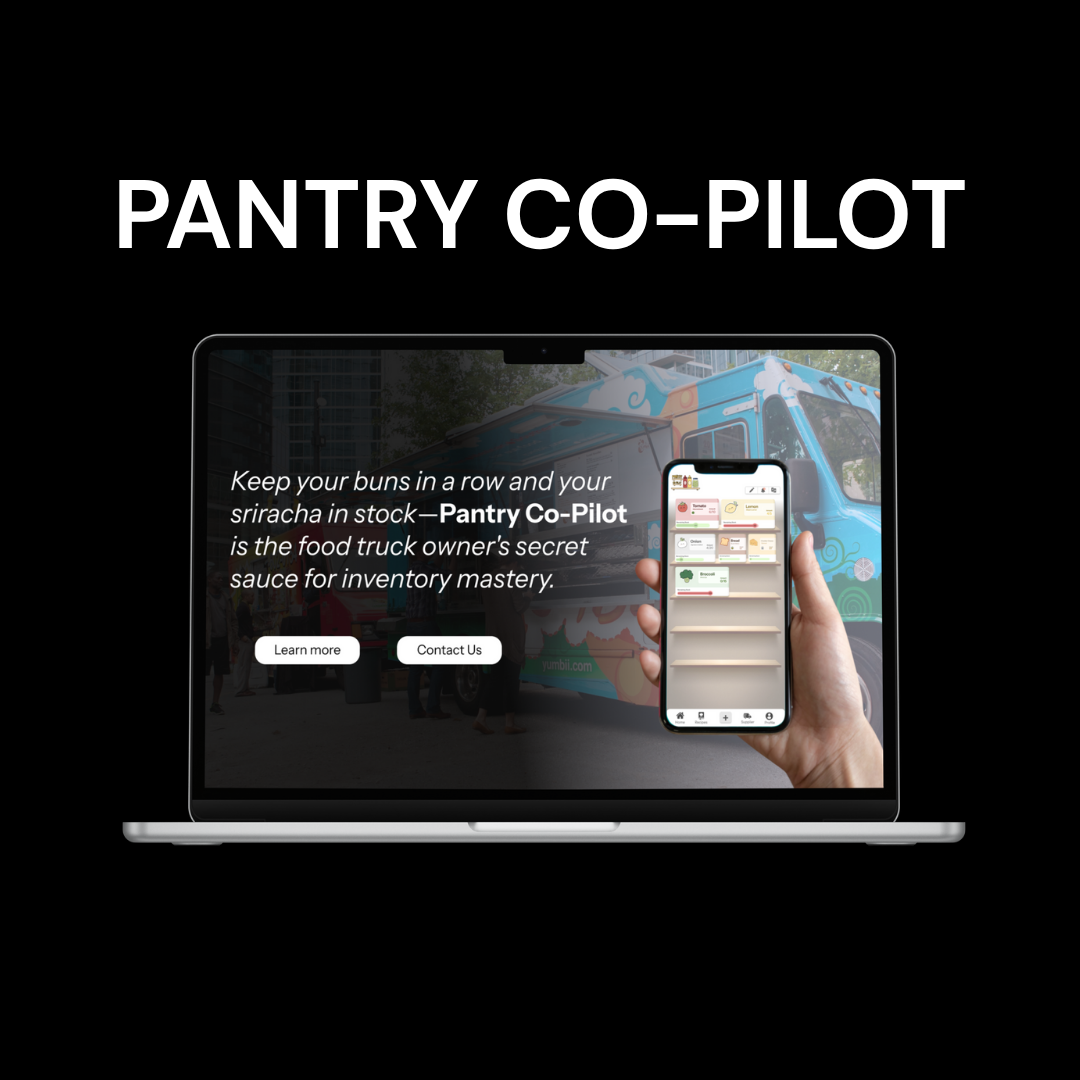 PANTRY CO-PILOT
Keep your buns in a row and your
sriracha in stock—Pantry Co-Pilot
is the food truck owner's secret
sauce for inventory mastery.
Learn more
Contact Us
yumbii.com
Tomato
Lemon
Onion
Bread
Broccoli
Home
Recipes
Supplier
Profile